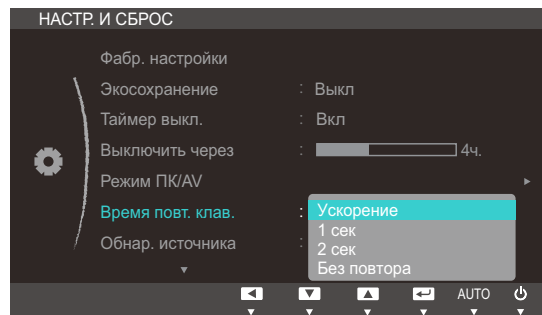 НАСТР. И СБРОС
Фабр. настройки
Экосохранение : Выкл
Таймер выкл. : Вкл
Выключить через : 4ч.
Режим ПК/AV
Время повт. клав. : Ускорение
1 сек
Обнар. источника : 2 сек
Без повтора
AUTO